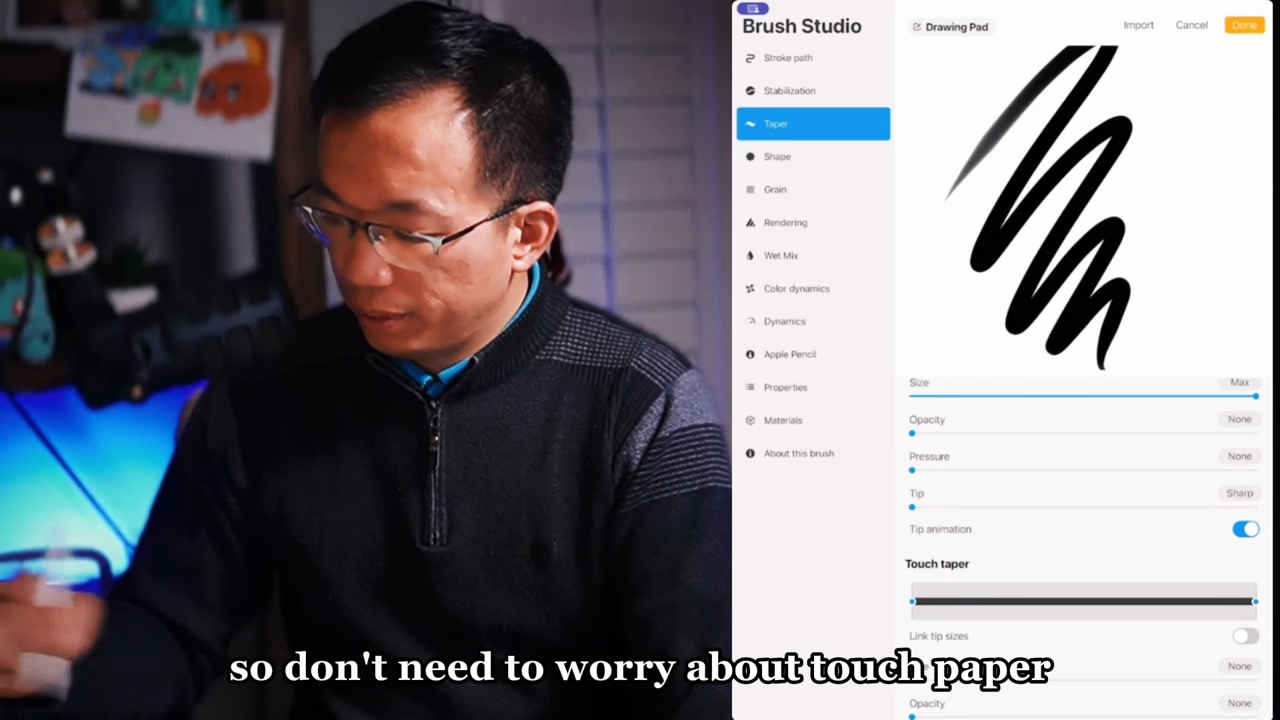 Brush Studio
Drawing Pad
Import
Cancel
Done
Stroke path
Stabilization
Taper
Shape
Grain
Rendering
Wet Mix
Color dynamics
Dynamics
Apple Pencil
Properties
Materials
About this brush
Size Max
Opacity None
Pressure None
Tip Sharp
Tip animation
Touch taper
Link tip sizes
None
Opacity None
so don't need to worry about touch paper